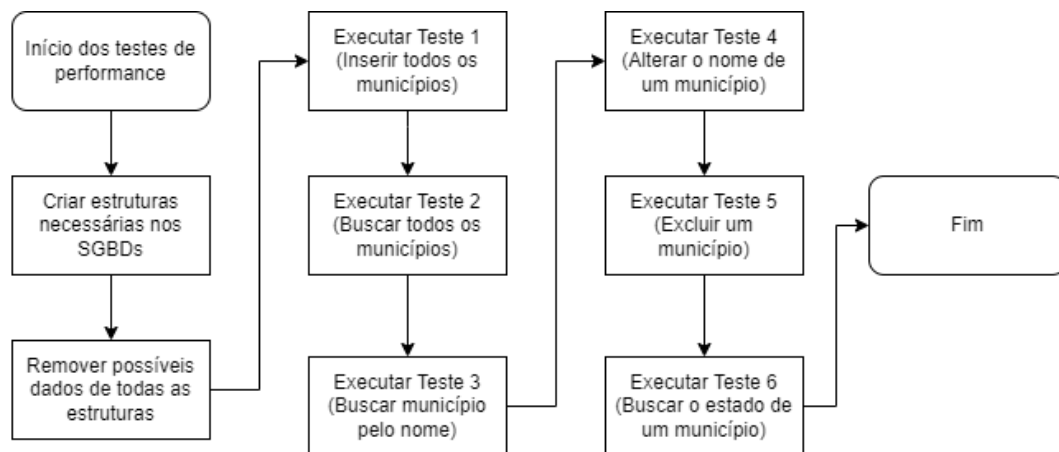 Início dos testes de
performance
Criar estruturas
necessárias nos
SGBDs
Remover possíveis
dados de todas as
estruturas
Executar Teste 1
(Inserir todos os
municípios)
Executar Teste 2
(Buscar todos os
municípios)
Executar Teste 3
(Buscar município
pelo nome)
Executar Teste 4
(Alterar o nome de
um município)
Executar Teste 5
(Excluir um
município)
Executar Teste 6
(Buscar o estado de
um município)
Fim